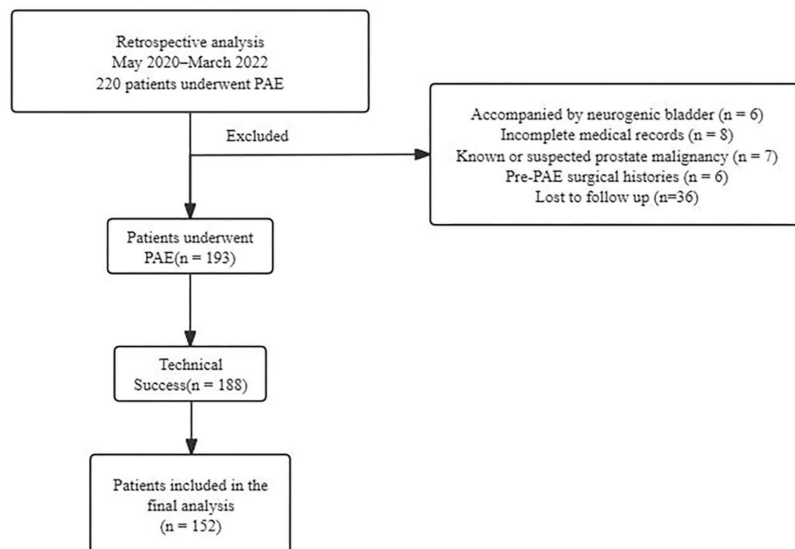 Retrospective analysis
May 2020–March 2022
220 patients underwent PAE
Excluded
Accompanied by neurogenic bladder (n = 6)
Incomplete medical records (n = 8)
Known or suspected prostate malignancy (n = 7)
Pre-PAE surgical histories (n = 6)
Lost to follow up (n=36)
Patients underwent
PAE(n = 193)
Technical
Success(n = 188)
Patients included in the
final analysis
(n = 152)